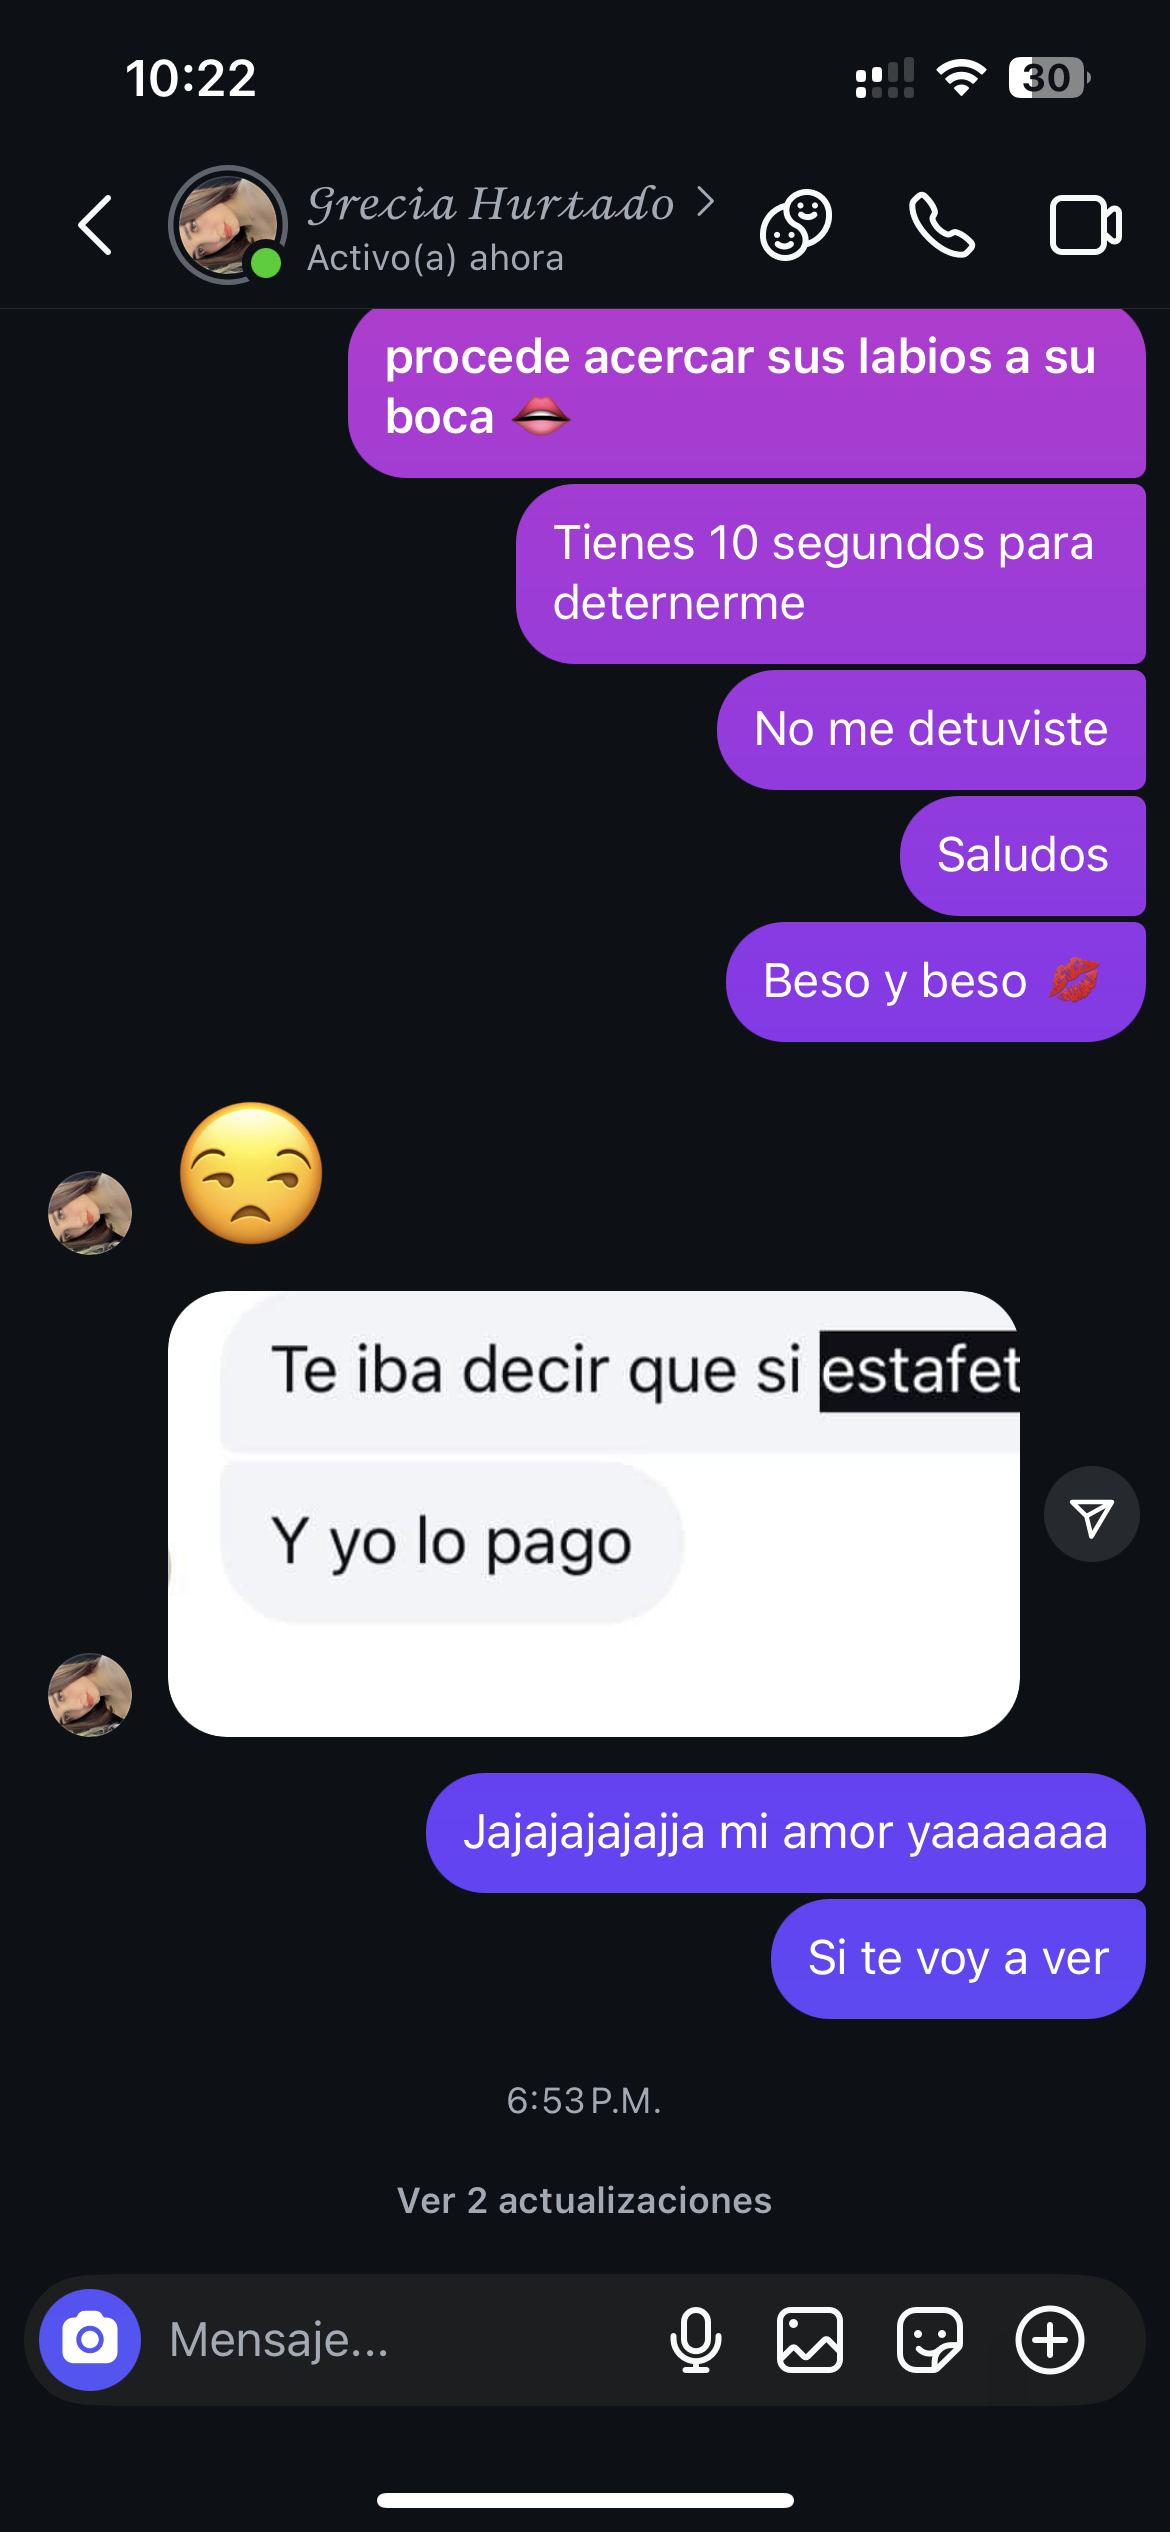 10:22
30
Grecia Hurtado
Activo(a) ahora
procede acercar sus labios a su
boca 🫦
Tienes 10 segundos para
deternerme
No me detuviste
Saludos
Beso y beso 💋
😒
Te iba decir que si estafet
Y yo lo pago
Jajajajajajja mi amor yaaaaaaa
Si te voy a ver
6:53 P.M.
Ver 2 actualizaciones
Mensaje...